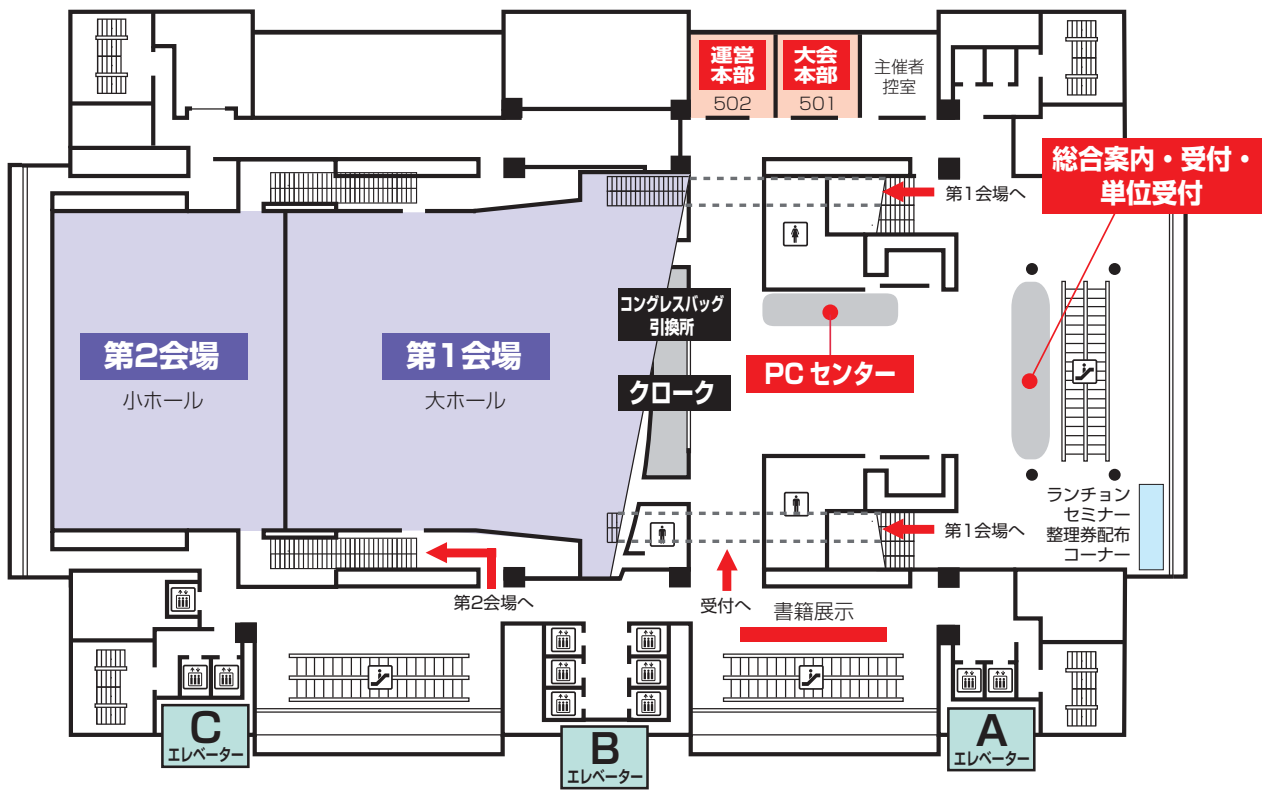 運営
本部
502
大会
本部
501
主催者
控室
総合案内・受付・
単位受付
第1会場へ
コングレスバッグ
引換所
第2会場
小ホール
第1会場
大ホール
クローク
PC センター
ランチョン
セミナー
整理券配布
コーナー
第1会場へ
第2会場へ
受付へ
書籍展示
C
エレベーター
B
エレベーター
A
エレベーター